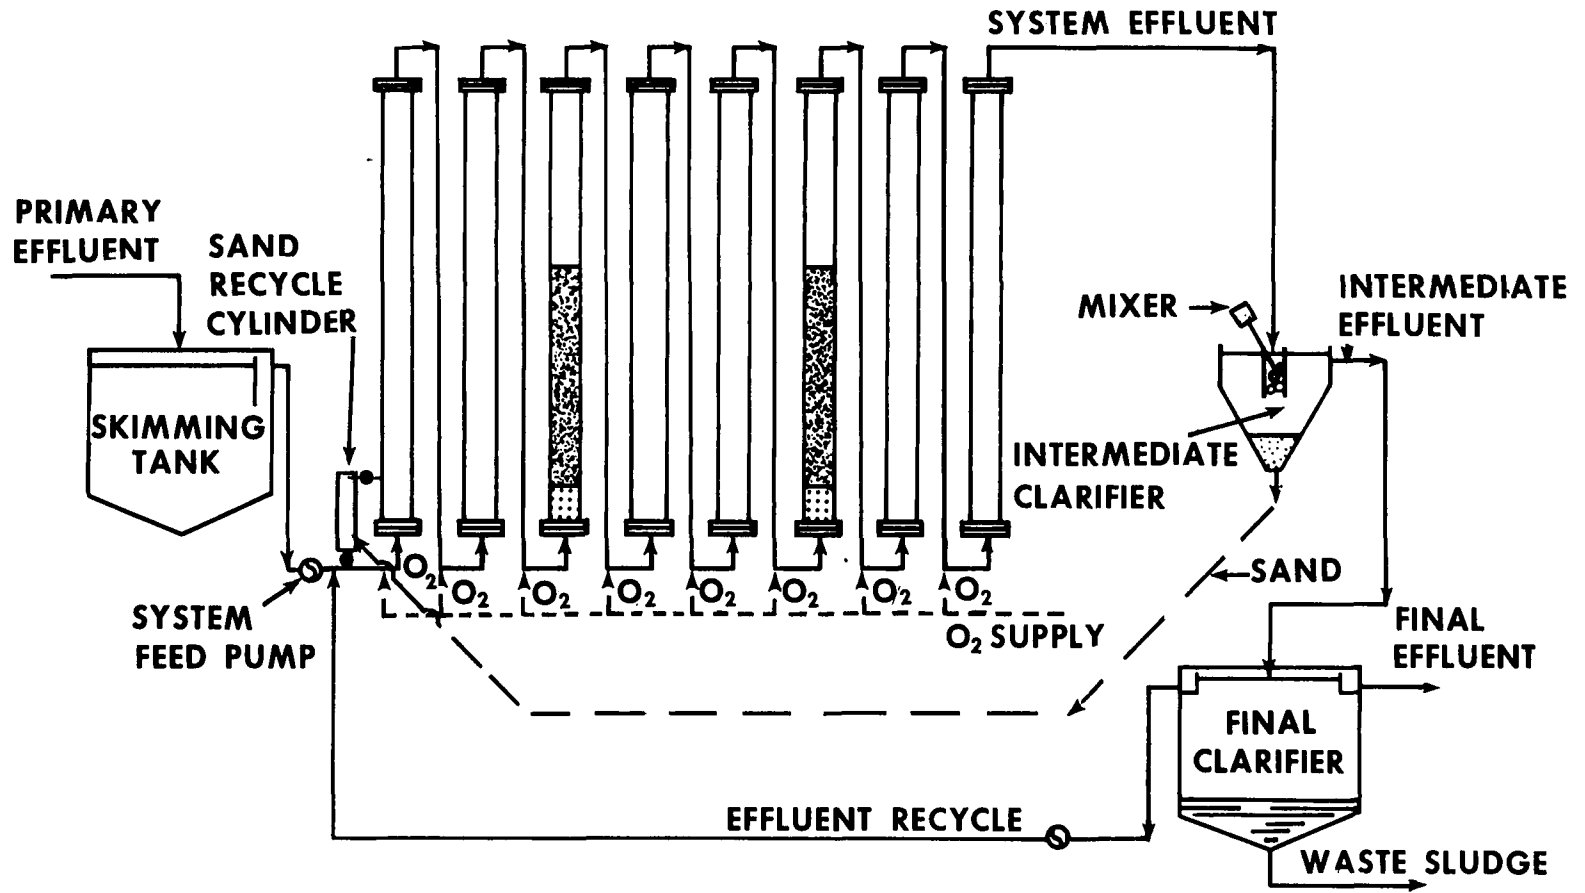 SYSTEM EFFLUENT
PRIMARY
EFFLUENT
SAND
RECYCLE
CYLINDER
SKIMMING
TANK
SYSTEM
FEED PUMP
O2
O2
O2
O2
O2
O2
O2
O2
O2 SUPPLY
MIXER
INTERMEDIATE
EFFLUENT
INTERMEDIATE
CLARIFIER
SAND
FINAL
EFFLUENT
FINAL
CLARIFIER
EFFLUENT RECYCLE
WASTE SLUDGE